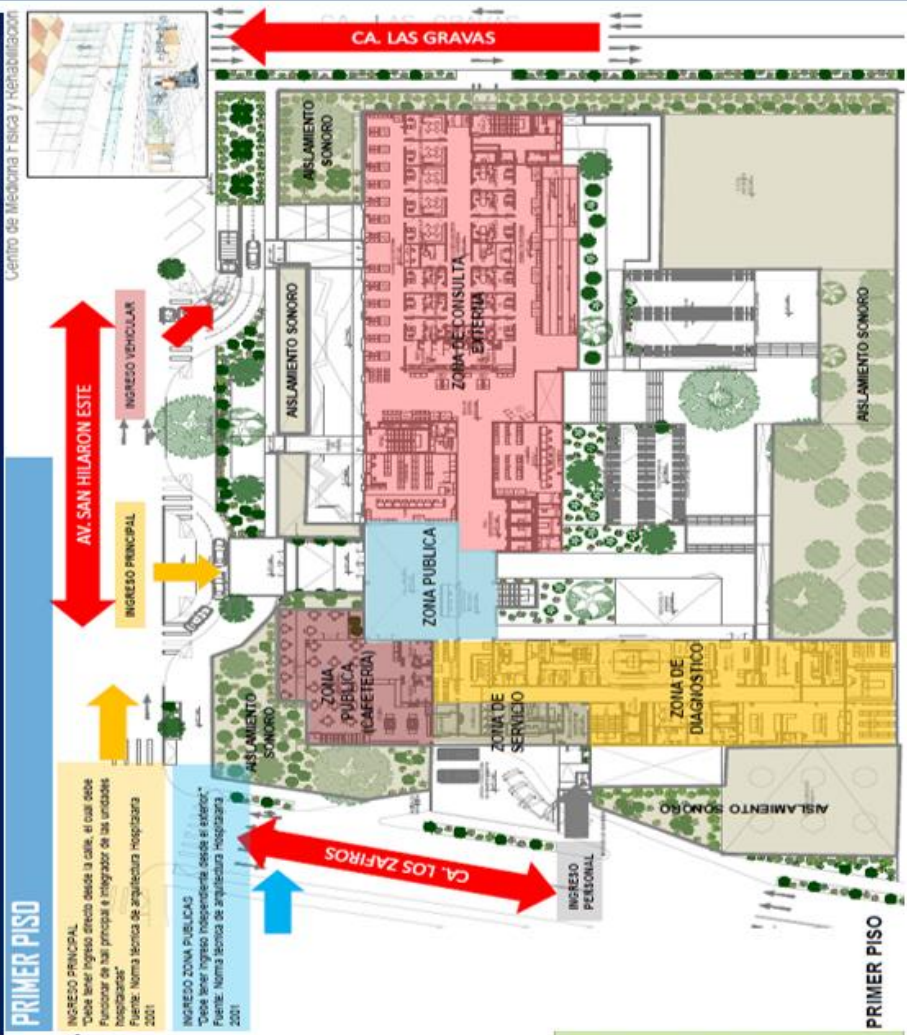 Centro de Medicina Física y Rehabilitación
PRIMER PISO
INGRESO PRINCIPAL
"Debe tener ingreso directo desde la calle, el cual debe
Funcionar de hall principal e integrador de las unidades
hospitalarias"
Fuente: Norma técnica de arquitectura Hospitalaria
2001
INGRESO ZONA PUBLICAS
"Debe tener ingreso independiente desde el exterior."
Fuente: Norma técnica de arquitectura Hospitalaria
2001
AV. SAN HILARON ESTE
INGRESO PRINCIPAL
INGRESO VEHICULAR
CA. LAS GRAVAS
CA. LOS ZAFIROS
INGRESO
PERSONAL
AISLAMIENTO
SONORO
ZONA
PUBLICA
(CAFETERIA)
ZONA PUBLICA
AISLAMIENTO SONORO
AISLAMIENTO
SONORO
ZONA DE CONSULTA
EXTERNA
ZONA DE
SERVICIO
ZONA DE
DIAGNOSTICO
AISLAMIENTO SONORO
AISLAMIENTO SONORO
PRIMER PISO